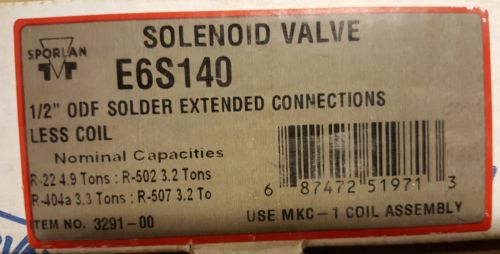 SPORLAN
SOLENOID VALVE
E6S140
1/2" ODF SOLDER EXTENDED CONNECTIONS
LESS COIL
Nominal Capacities
R-22 4.9 Tons : R-502 3.2 Tons
R-404a 3.3 Tons : R-507 3.2 To
ITEM NO. 3291-00
6 87472 51971 3
USE MKC-1 COIL ASSEMBLY